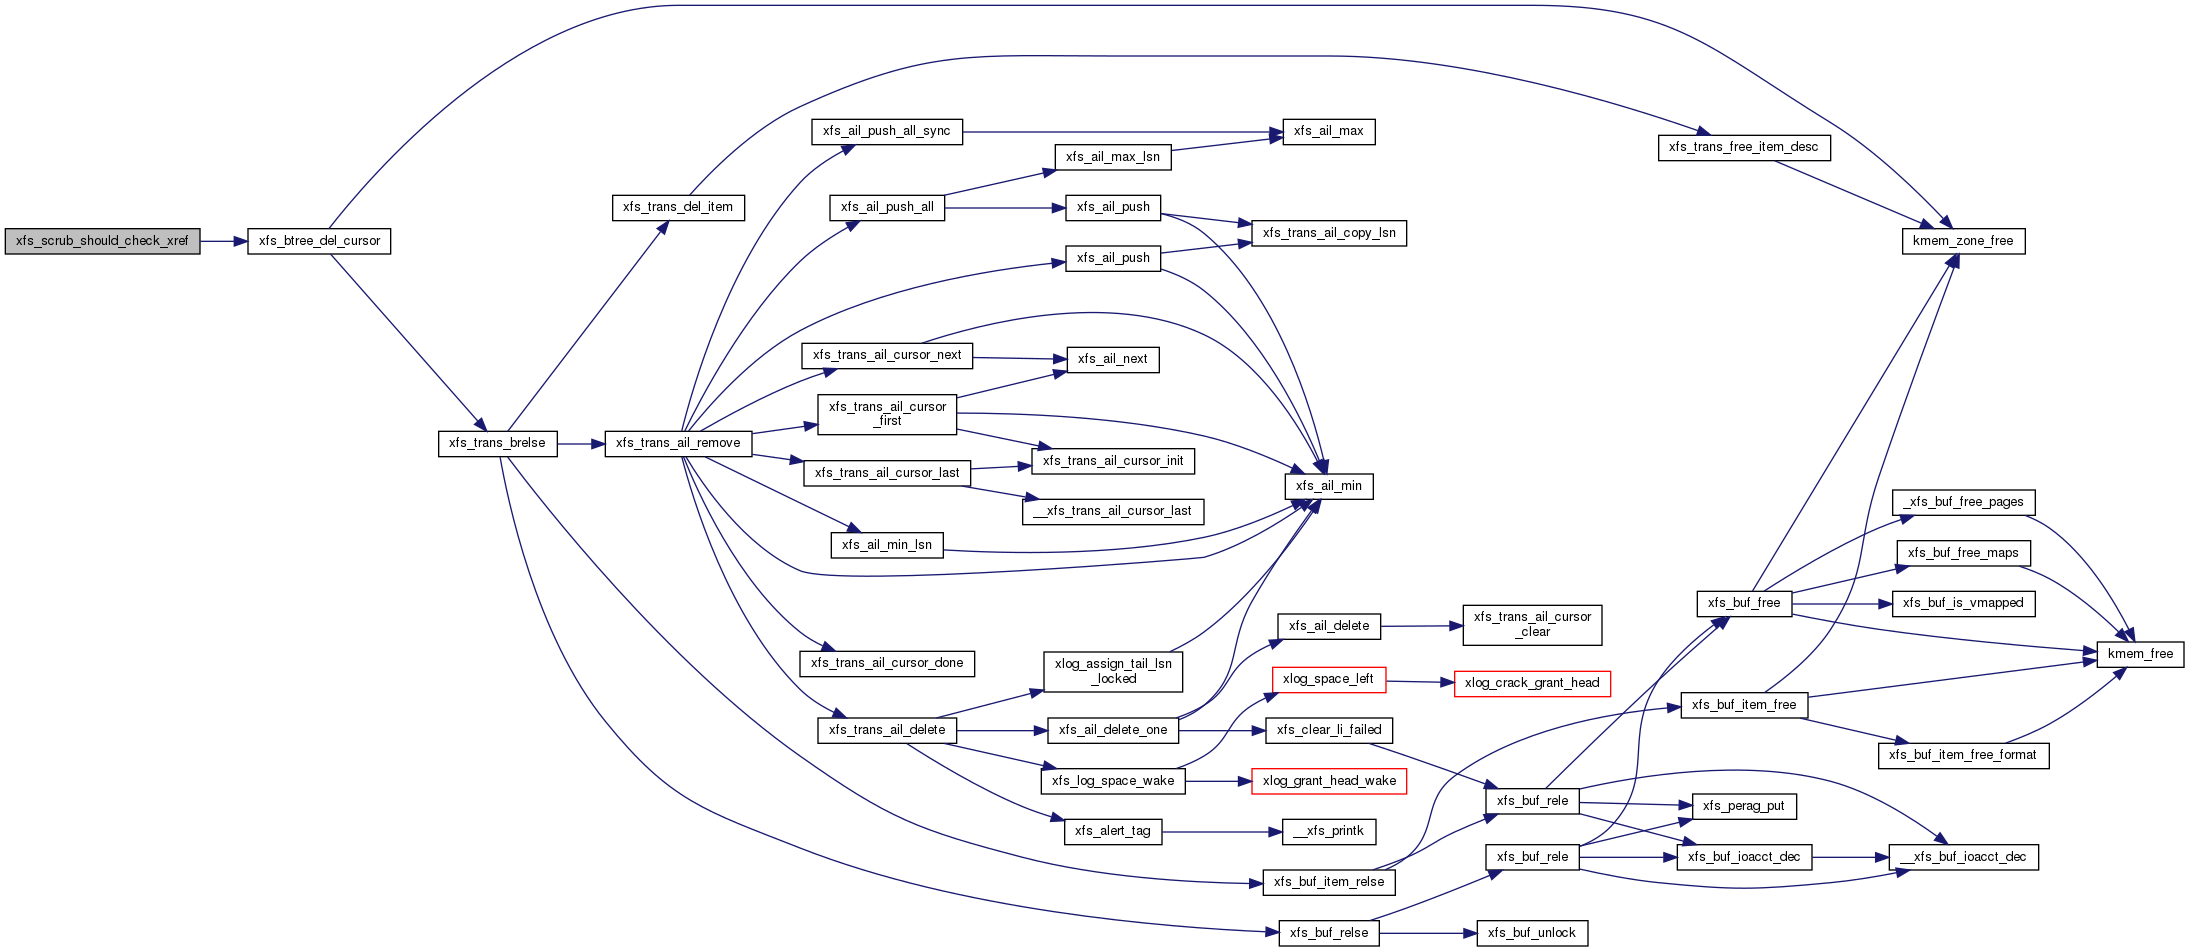 xfs_scrub_should_check_xref
xfs_btree_del_cursor
xfs_trans_brelse
xfs_trans_del_item
xfs_trans_ail_remove
xfs_ail_push_all_sync
xfs_ail_push_all
xfs_trans_ail_cursor_next
xfs_trans_ail_cursor
_first
xfs_trans_ail_cursor_last
xfs_ail_min_lsn
xfs_trans_ail_cursor_done
xfs_trans_ail_delete
xfs_ail_max_lsn
xfs_ail_push
xfs_ail_push
xfs_ail_next
xfs_trans_ail_cursor_init
__xfs_trans_ail_cursor_last
xlog_assign_tail_lsn
_locked
xfs_ail_delete_one
xfs_log_space_wake
xfs_alert_tag
xfs_ail_max
xfs_trans_ail_copy_lsn
xfs_ail_min
xfs_ail_delete
xlog_space_left
xfs_clear_li_failed
xlog_grant_head_wake
__xfs_printk
xfs_buf_item_relse
xfs_buf_relse
xfs_trans_ail_cursor
_clear
xlog_crack_grant_head
xfs_buf_rele
xfs_buf_rele
xfs_buf_unlock
xfs_trans_free_item_desc
xfs_buf_free
xfs_buf_item_free
xfs_perag_put
xfs_buf_ioacct_dec
kmem_zone_free
_xfs_buf_free_pages
xfs_buf_free_maps
xfs_buf_is_vmapped
xfs_buf_item_free_format
__xfs_buf_ioacct_dec
kmem_free